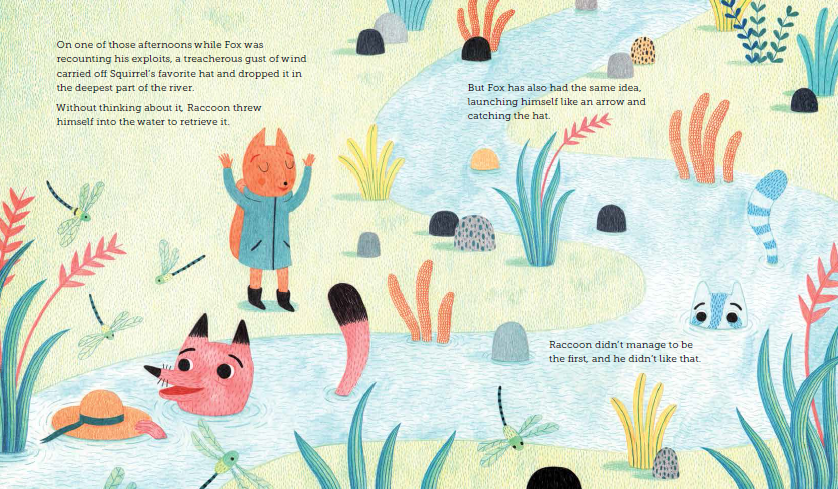 On one of those afternoons while Fox was
recounting his exploits, a treacherous gust of wind
carried off Squirrel's favorite hat and dropped it in
the deepest part of the river.
Without thinking about it, Raccoon threw
himself into the water to retrieve it.
But Fox has also had the same idea,
launching himself like an arrow and
catching the hat.
Raccoon didn't manage to be
the first, and he didn't like that.